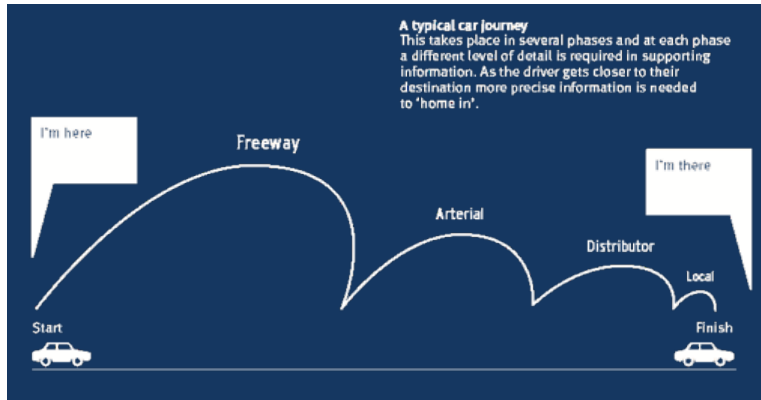 A typical car journey
This takes place in several phases and at each phase
a different level of detail is required in supporting
information. As the driver gets closer to their
destination more precise information is needed
to ‘home in’.
I'm here
Freeway
I'm there
Arterial
Distributor
Local
Start
Finish